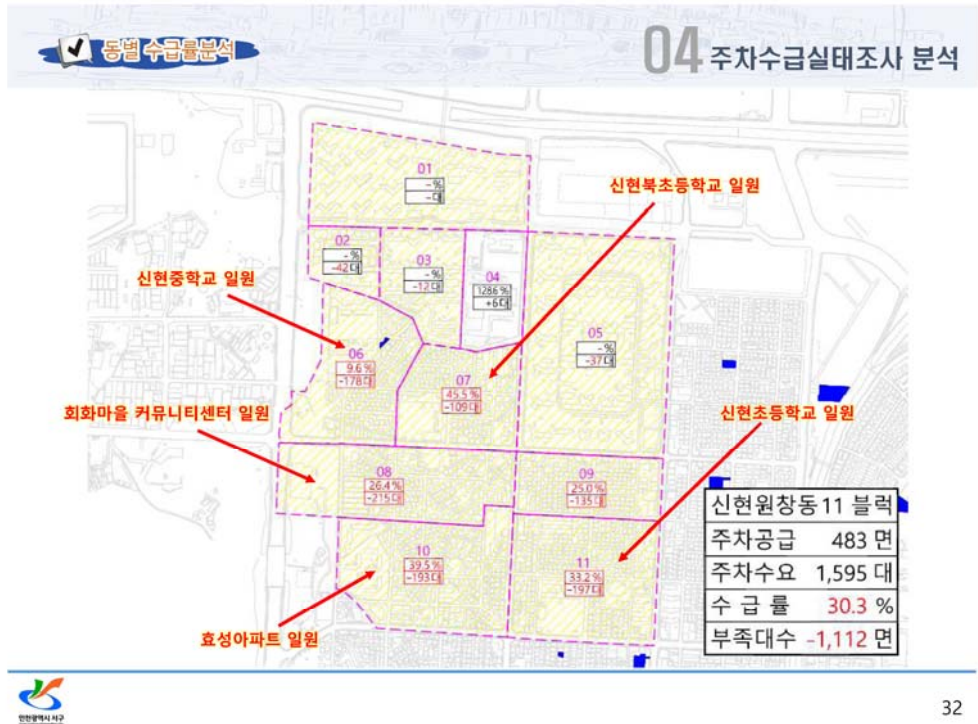 동별 수급률분석
04 주차수급실태조사 분석
01
-%
-대
신현북초등학교 일원
02
-%
-42대
03
-%
-12대
04
128.6%
+6대
신현중학교 일원
05
-%
-37대
06
9.6%
-178대
07
45.5%
-109대
회화마을 커뮤니티센터 일원
신현초등학교 일원
08
26.4%
-215대
09
25.0%
-135대
10
39.5%
-193대
11
33.2%
-197대
효성아파트 일원
신현원창동11 블럭
주차공급 483 면
주차수요 1,595 대
수 급 률 30.3 %
부족대수 -1,112 면
인천광역시 서구
32